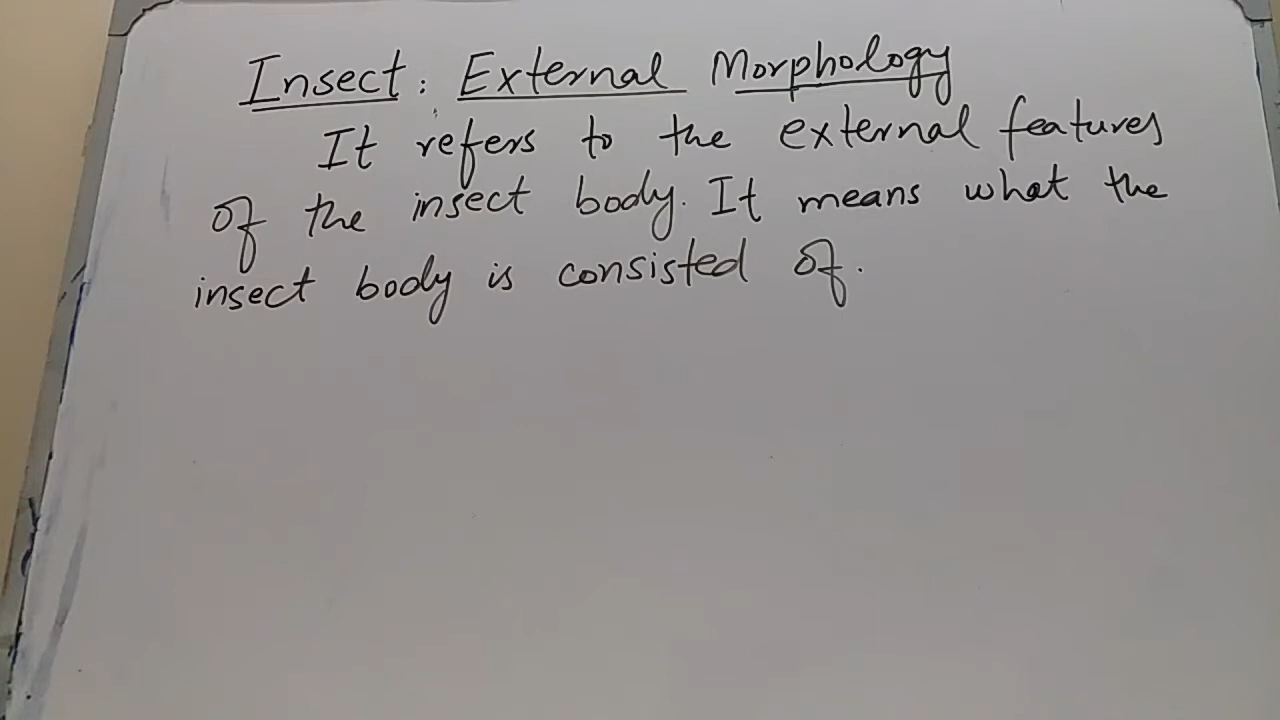 Insect: External Morphology
It refers to the external features
of the insect body. It means what the
insect body is consisted of.